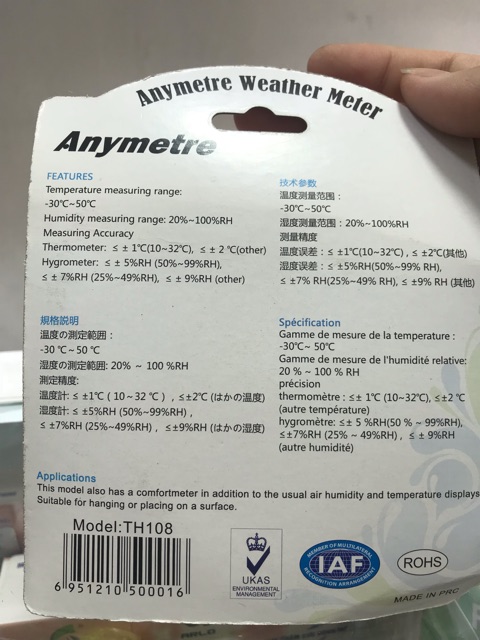 Anymetre Weather Meter
Anymetre
FEATURES
Temperature measuring range:
-30℃~50℃
Humidity measuring range: 20%~100%RH
Measuring Accuracy
Thermometer: ≤ ± 1℃(10~32℃), ≤ ± 2 ℃(other)
Hygrometer: ≤ ± 5%RH (50%~99%RH),
≤ ± 7%RH (25%~49%RH), ≤ ± 9%RH (other)
技术参数
温度测量范围：
-30℃~50℃
湿度测量范围：20%~100%RH
测量精度
温度误差：≤ ±1℃(10~32℃) , ≤ ±2℃(其他)
湿度误差：≤ ±5%RH(50%~99% RH),
≤ ±7% RH(25%~49% RH), ≤ ±9% RH (其他)
規格説明
温度の測定範囲：
-30 ℃~50 ℃
湿度の測定範囲: 20% ~ 100 %RH
測定精度:
温度計: ≤ ±1℃ ( 10~32 ℃ ) , ≤±2℃ (はかの温度)
湿度計: ≤ ±5%RH (50%~99%RH) ,
≤ ±7%RH (25%~49%RH) , ≤ ±9%RH (はかの湿度)
Spécification
Gamme de mesure de la temperature :
-30℃~ 50℃
Gamme de mesure de l'humidité relative:
20 % ~ 100 % RH
précision
thermomètre : ≤± 1℃ (10~32℃), ≤±2 ℃
(autre température)
hygromètre: ≤± 5 %RH(50 % ~ 99%RH),
≤±7%RH (25% ~ 49%RH) , ≤ ± 9%RH
(autre humidité)
Applications
This model also has a comfortmeter in addition to the usual air humidity and temperature displays
Suitable for hanging or placing on a surface.
Model:TH108
6 951210 500016
UKAS
ENVIRONMENTAL
MANAGEMENT
MEMBER OF MULTILATERAL
IAF
RECOGNITION ARRANGEMENT
ROHS
MADE IN PRC